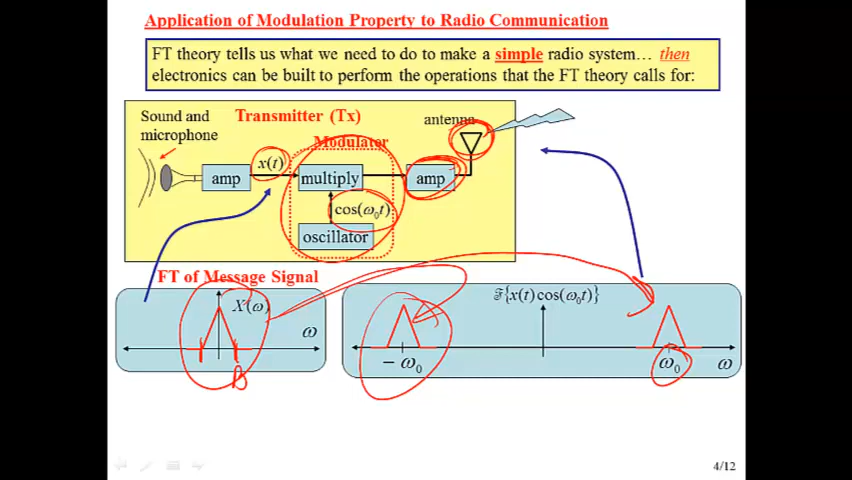 Application of Modulation Property to Radio Communication
FT theory tells us what we need to do to make a simple radio system… then
electronics can be built to perform the operations that the FT theory calls for:
Sound and
microphone
Transmitter (Tx)
antenna
Modulator
amp
x(t)
multiply
amp
cos(ω₀t)
oscillator
FT of Message Signal
X(ω)
ω
B
ℱ{x(t)cos(ω₀t)}
− ω₀
ω₀
ω
4/12